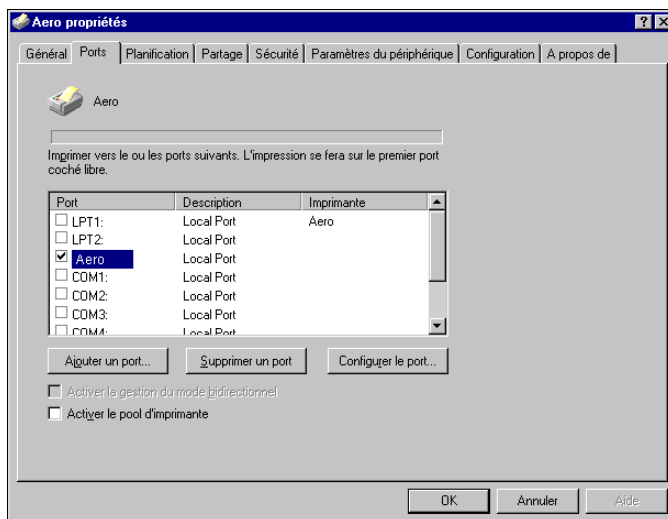 Aero propriétés
Général Ports Planification Partage Sécurité Paramètres du périphérique Configuration A propos de
Aero
Imprimer vers le ou les ports suivants. L'impression se fera sur le premier port
coché libre.
Port Description Imprimante
LPT1: Local Port Aero
LPT2: Local Port
Aero Local Port
COM1: Local Port
COM2: Local Port
COM3: Local Port
COM4: Local Port
Ajouter un port... Supprimer un port Configurer le port...
Activer la gestion du mode bidirectionnel
Activer le pool d'imprimante
OK Annuler Aide